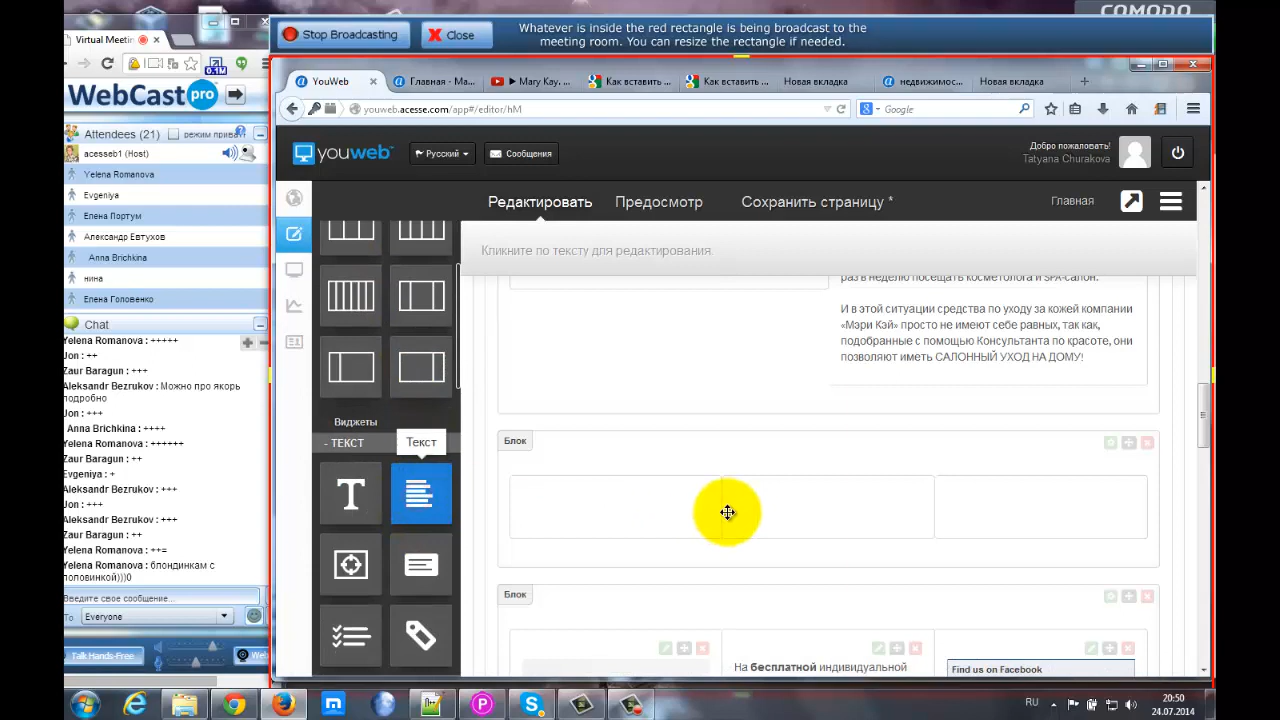 COMODO
Stop Broadcasting
Close
Whatever is inside the red rectangle is being broadcast to the
meeting room. You can resize the rectangle if needed.
Virtual Meetin
0.1M
WebCast pro
Attendees (21)
режим прива
acesseb1 (Host)
Yelena Romanova
Evgeniya
Елена Портум
Александр Евтухов
Anna Brichkina
нина
Елена Головенко
Chat
Yelena Romanova : +++++
Jon : ++
Zaur Baragun : +++
Aleksandr Bezrukov : Можно про якорь
подробно
Jon : +++
Anna Brichkina : ++++
Yelena Romanova : ++++++
Zaur Baragun : ++
Evgeniya : +
Aleksandr Bezrukov : +++
Jon : +++
Aleksandr Bezrukov : +++
Zaur Baragun : ++
Yelena Romanova : ++=
Yelena Romanova : блондинкам с
половинкой)))0
Введите свое сообщение...
To
Everyone
Talk Hands-Free
We
YouWeb
Главная - Ma...
Mary Kay,...
Как вставить ...
Как вставить ...
Новая вкладка
недвижимос...
Новая вкладка
youweb.acesse.com/app#/editor/hM
Google
youweb
Русский
Сообщения
Добро пожаловать!
Tatyana Churakova
Редактировать
Предосмотр
Сохранить страницу *
Главная
Кликните по тексту для редактирования.
раз в неделю посещать косметолога и SPA-салон.
И в этой ситуации средства по уходу за кожей компании
«Мэри Кэй» просто не имеют себе равных, так как,
подобранные с помощью Консультанта по красоте, они
позволяют иметь САЛОННЫЙ УХОД НА ДОМУ!
Виджеты
- ТЕКСТ
Текст
T
Блок
Блок
На бесплатной индивидуальной
Find us on Facebook
RU
20:50
24.07.2014